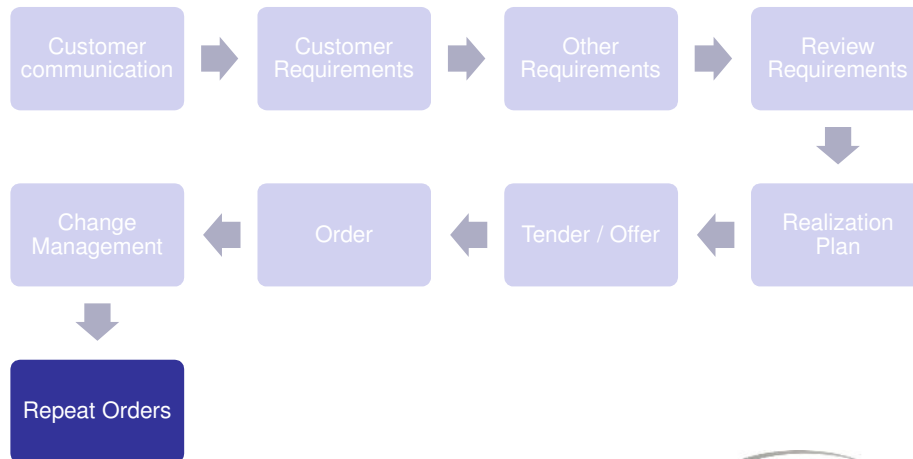 Customer
communication
Customer
Requirements
Other
Requirements
Review
Requirements
Realization
Plan
Tender / Offer
Order
Change
Management
Repeat Orders